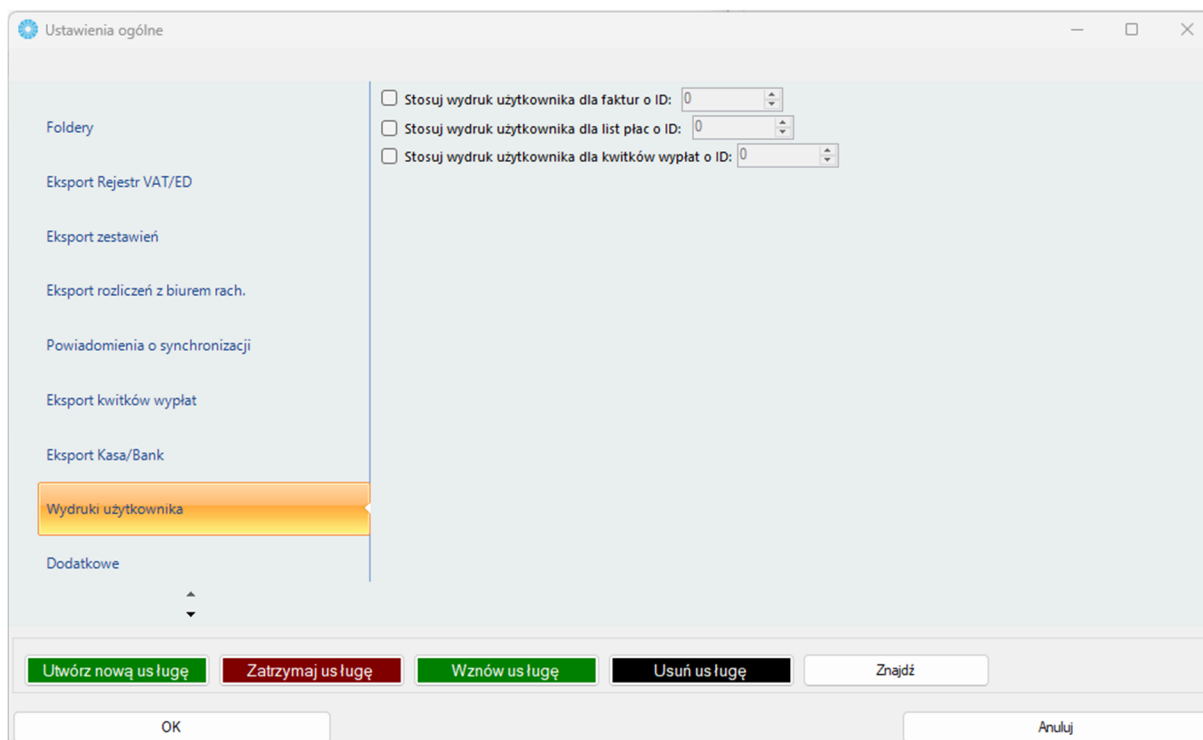 Ustawienia ogólne
Foldery
Eksport Rejestr VAT/ED
Eksport zestawień
Eksport rozliczeń z biurem rach.
Powiadomienia o synchronizacji
Eksport kwitków wypłat
Eksport Kasa/Bank
Wydruki użytkownika
Dodatkowe
Stosuj wydruk użytkownika dla faktur o ID: 0
Stosuj wydruk użytkownika dla list płac o ID: 0
Stosuj wydruk użytkownika dla kwitków wypłat o ID: 0
Utwórz nową usługę Zatrzymaj usługę Wznów usługę Usuń usługę Znajdź
OK Anuluj